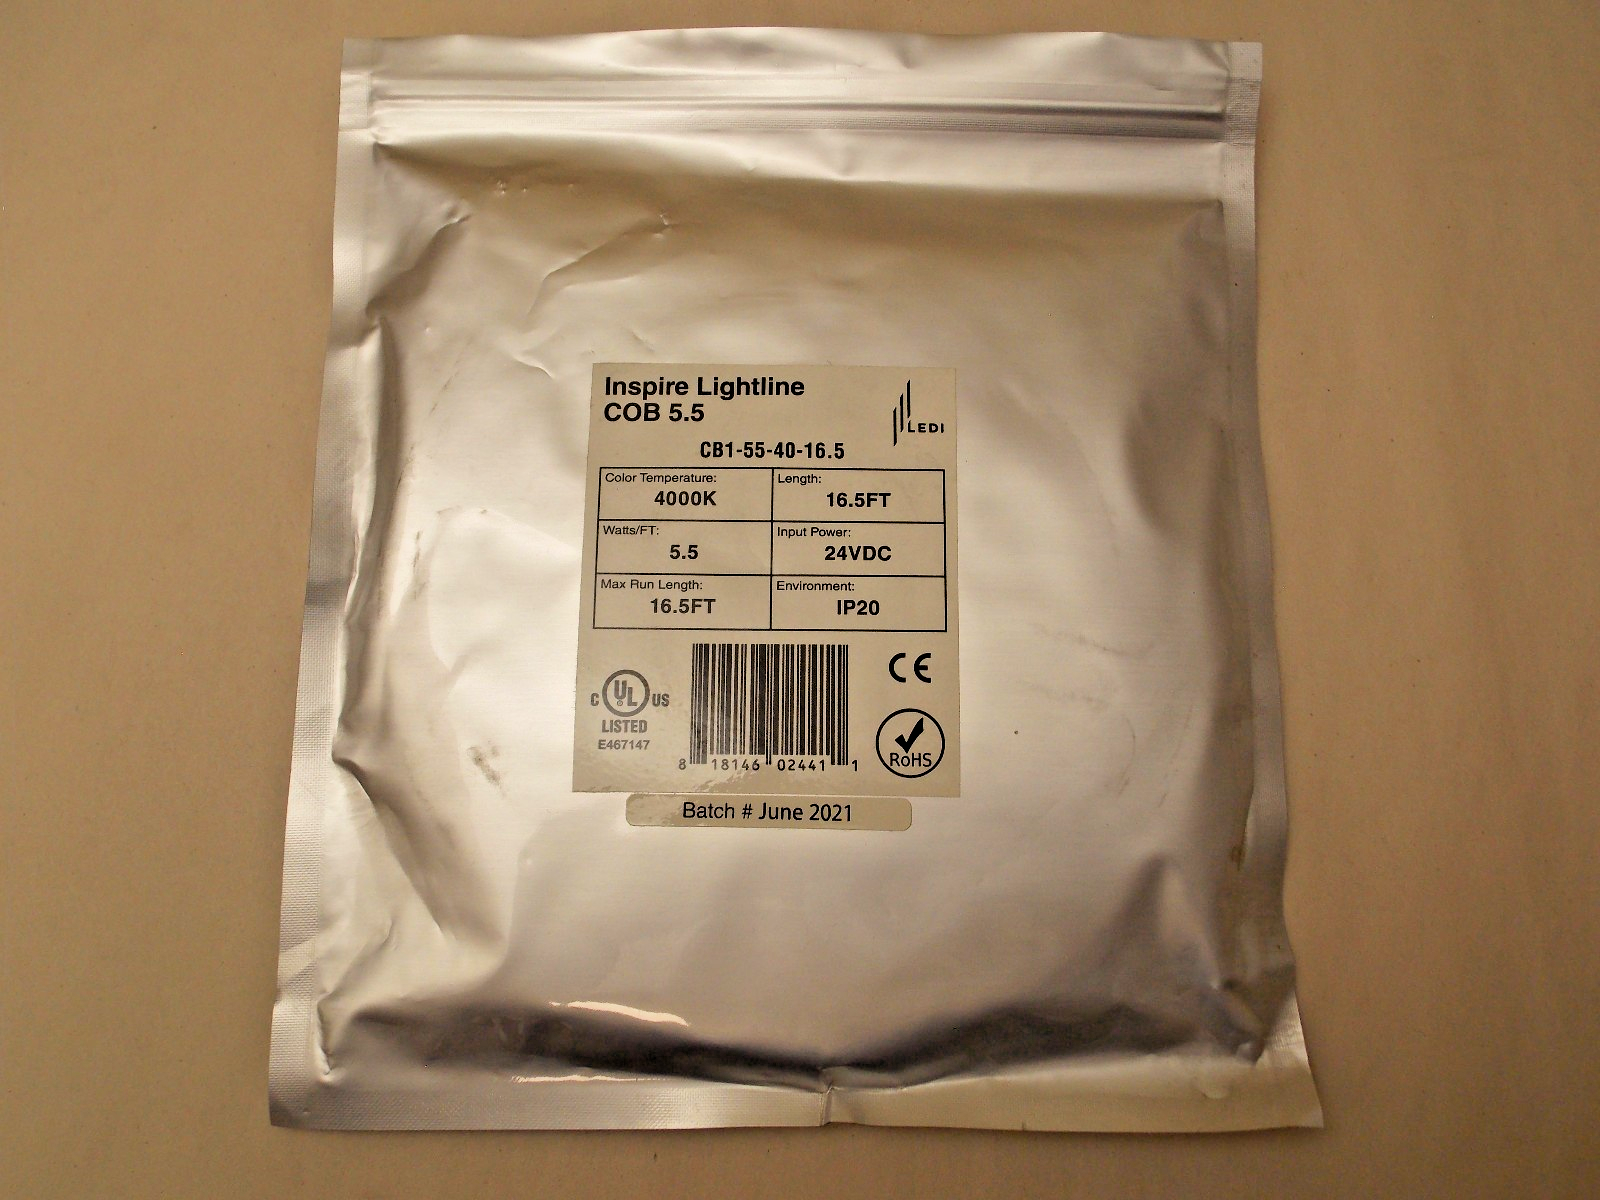 Inspire Lightline
COB 5.5
LEDI
CB1-55-40-16.5
Color Temperature:
4000K
Length:
16.5FT
Watts/FT:
5.5
Input Power:
24VDC
Max Run Length:
16.5FT
Environment:
IP20
C UL US
LISTED
E467147
8 18146 02441 1
CE
RoHS
Batch # June 2021